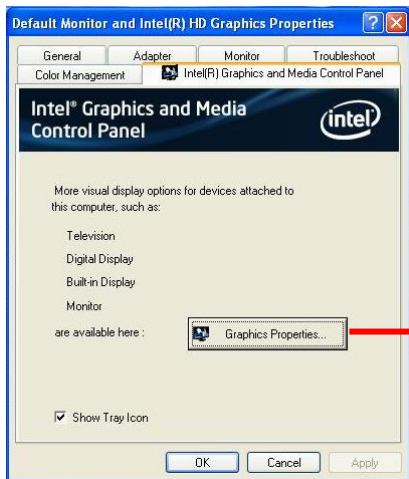 Default Monitor and Intel(R) HD Graphics Properties
General Adapter Monitor Troubleshoot
Color Management Intel(R) Graphics and Media Control Panel
Intel® Graphics and Media
Control Panel
intel
More visual display options for devices attached to
this computer, such as:
Television
Digital Display
Built-in Display
Monitor
are available here : Graphics Properties...
Show Tray Icon
OK Cancel Apply